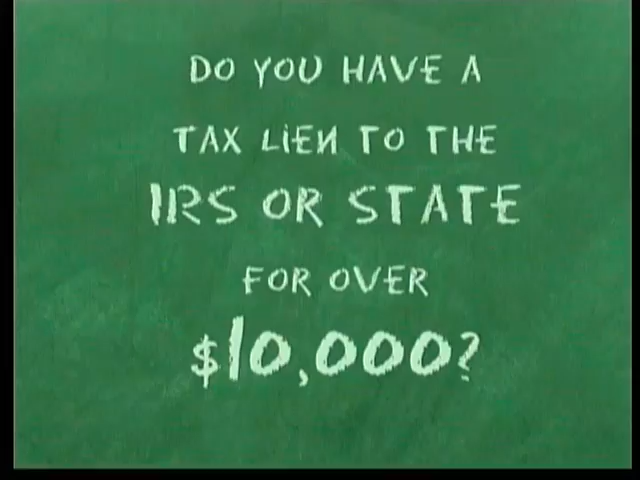 DO YOU HAVE A
TAX LIEN TO THE
IRS OR STATE
FOR OVER
$10,000?